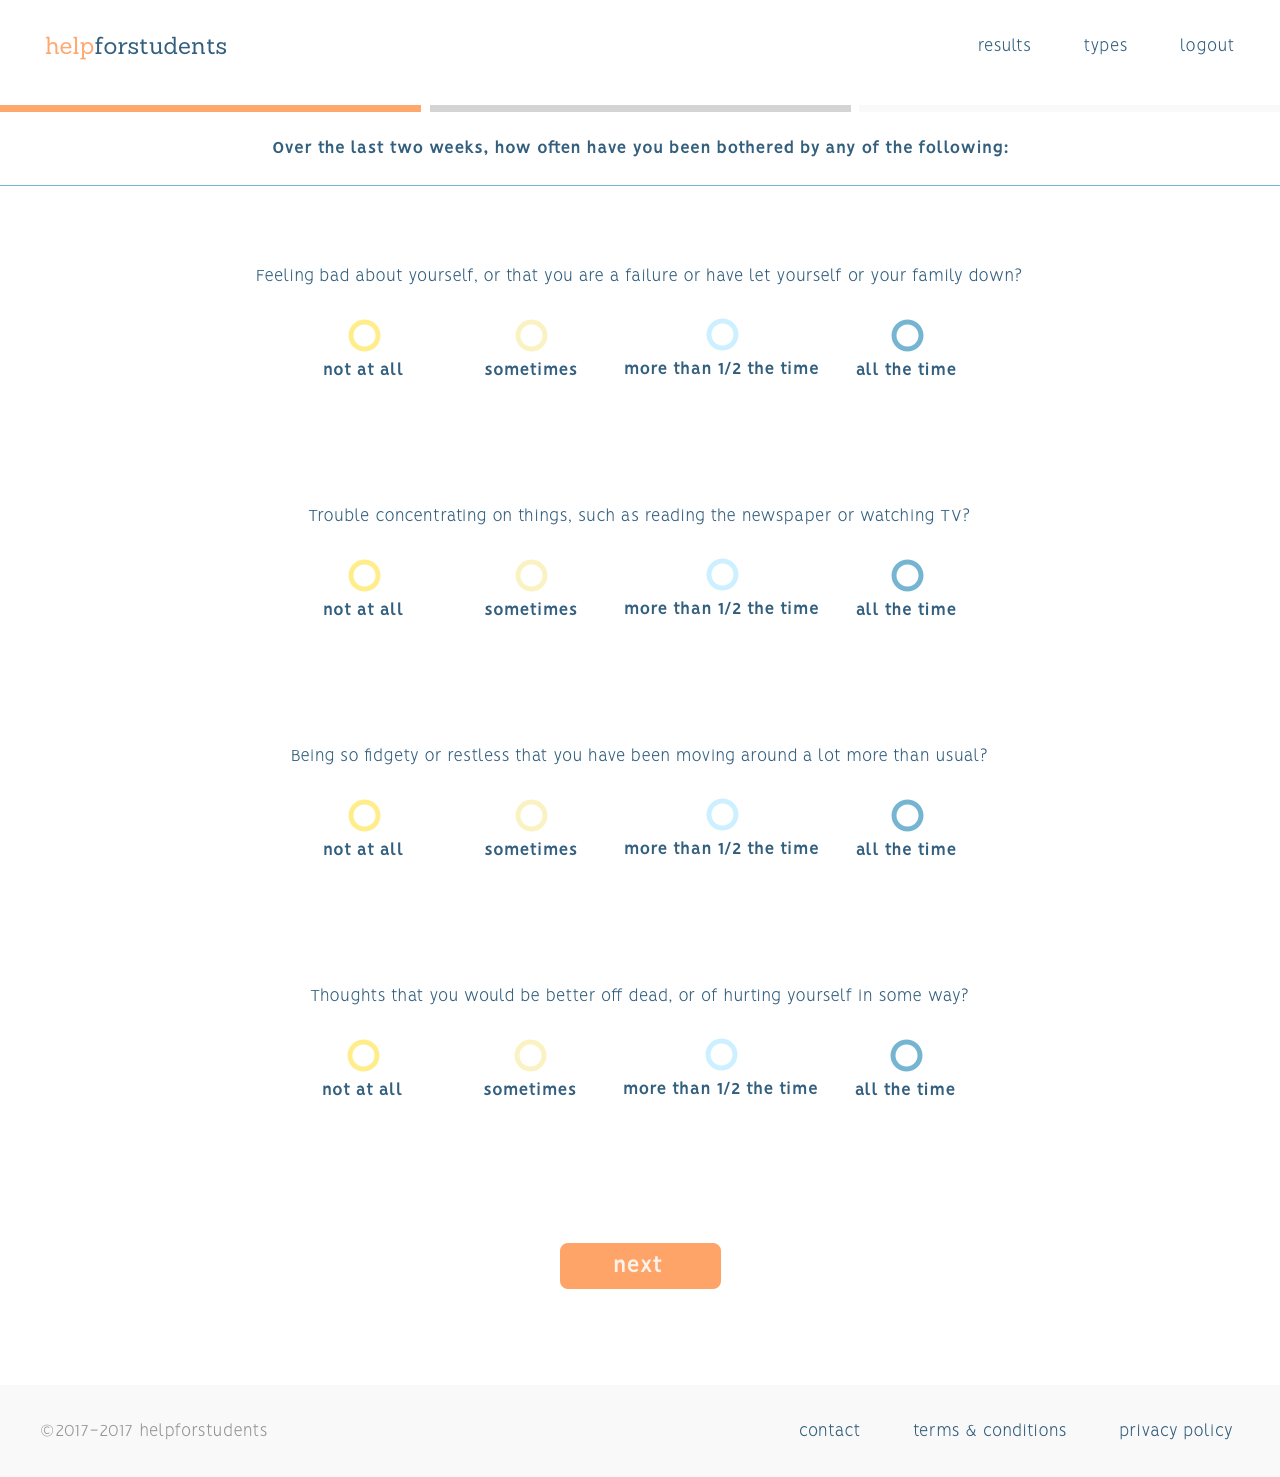 helpforstudents
results types logout
Over the last two weeks, how often have you been bothered by any of the following:
Feeling bad about yourself, or that you are a failure or have let yourself or your family down?
not at all sometimes more than 1/2 the time all the time
Trouble concentrating on things, such as reading the newspaper or watching TV?
not at all sometimes more than 1/2 the time all the time
Being so fidgety or restless that you have been moving around a lot more than usual?
not at all sometimes more than 1/2 the time all the time
Thoughts that you would be better off dead, or of hurting yourself in some way?
not at all sometimes more than 1/2 the time all the time
next
©2017-2017 helpforstudents contact terms & conditions privacy policy